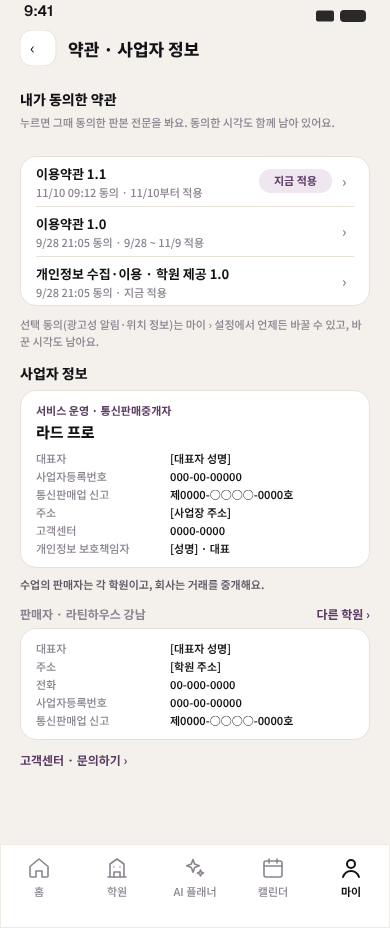 9:41
‹ 약관 · 사업자 정보
내가 동의한 약관
누르면 그때 동의한 판본 전문을 봐요. 동의한 시각도 함께 남아 있어요.
이용약관 1.1
11/10 09:12 동의 · 11/10부터 적용
지금 적용 ›
이용약관 1.0
9/28 21:05 동의 · 9/28 ~ 11/9 적용
›
개인정보 수집·이용 · 학원 제공 1.0
9/28 21:05 동의 · 지금 적용
›
선택 동의(광고성 알림·위치 정보)는 마이 › 설정에서 언제든 바꿀 수 있고, 바
꾼 시각도 남아요.
사업자 정보
서비스 운영 · 통신판매중개자
라드 프로
대표자 [대표자 성명]
사업자등록번호 000-00-00000
통신판매업 신고 제0000-○○○○-0000호
주소 [사업장 주소]
고객센터 0000-0000
개인정보 보호책임자 [성명] · 대표
수업의 판매자는 각 학원이고, 회사는 거래를 중개해요.
판매자 · 라틴하우스 강남 다른 학원 ›
대표자 [대표자 성명]
주소 [학원 주소]
전화 00-000-0000
사업자등록번호 000-00-00000
통신판매업 신고 제0000-○○○○-0000호
고객센터 · 문의하기 ›
홈 학원 AI 플래너 캘린더 마이